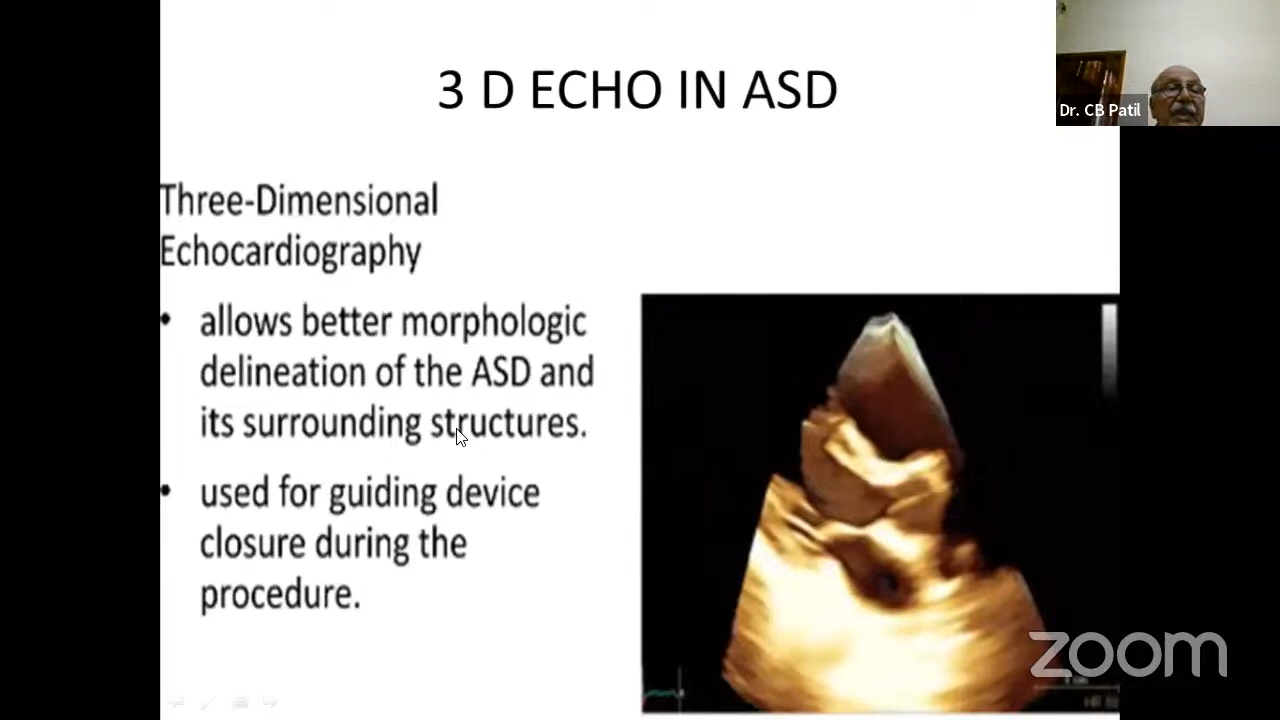 3 D ECHO IN ASD
Dr. CB Patil
Three-Dimensional
Echocardiography
• allows better morphologic
delineation of the ASD and
its surrounding structures.
• used for guiding device
closure during the
procedure.
zoom